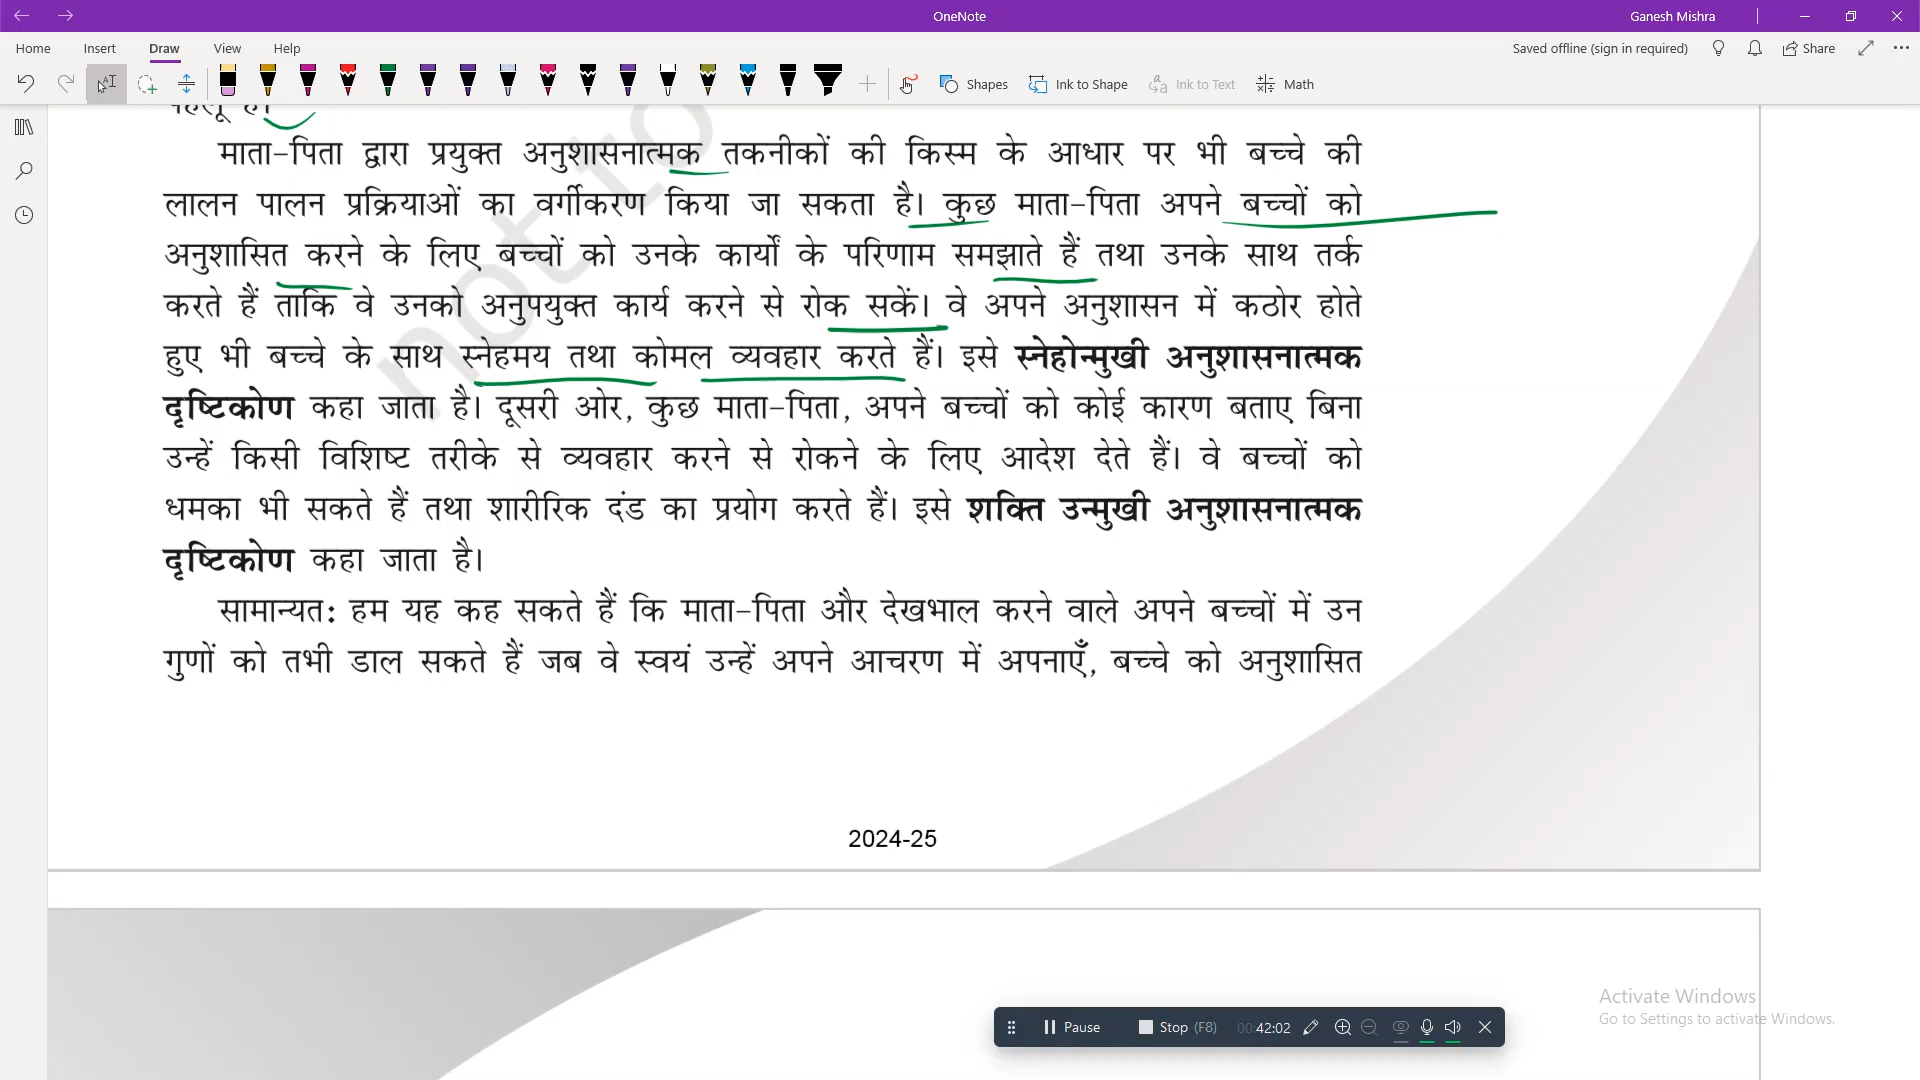 OneNote
Ganesh Mishra
Home Insert Draw View Help
Saved offline (sign in required)
Share
Shapes
Ink to Shape
Ink to Text
Math
पहलू है।
माता-पिता द्वारा प्रयुक्त अनुशासनात्मक तकनीकों की किस्म के आधार पर भी बच्चे की
लालन पालन प्रक्रियाओं का वर्गीकरण किया जा सकता है। कुछ माता-पिता अपने बच्चों को
अनुशासित करने के लिए बच्चों को उनके कार्यों के परिणाम समझाते हैं तथा उनके साथ तर्क
करते हैं ताकि वे उनको अनुपयुक्त कार्य करने से रोक सकें। वे अपने अनुशासन में कठोर होते
हुए भी बच्चे के साथ स्नेहमय तथा कोमल व्यवहार करते हैं। इसे स्नेहोन्मुखी अनुशासनात्मक
दृष्टिकोण कहा जाता है। दूसरी ओर, कुछ माता-पिता, अपने बच्चों को कोई कारण बताए बिना
उन्हें किसी विशिष्ट तरीके से व्यवहार करने से रोकने के लिए आदेश देते हैं। वे बच्चों को
धमका भी सकते हैं तथा शारीरिक दंड का प्रयोग करते हैं। इसे शक्ति उन्मुखी अनुशासनात्मक
दृष्टिकोण कहा जाता है।
सामान्यत: हम यह कह सकते हैं कि माता-पिता और देखभाल करने वाले अपने बच्चों में उन
गुणों को तभी डाल सकते हैं जब वे स्वयं उन्हें अपने आचरण में अपनाएँ, बच्चे को अनुशासित
not to
2024-25
Activate Windows
Go to Settings to activate Windows.
Pause
Stop (F8)
00:42:02